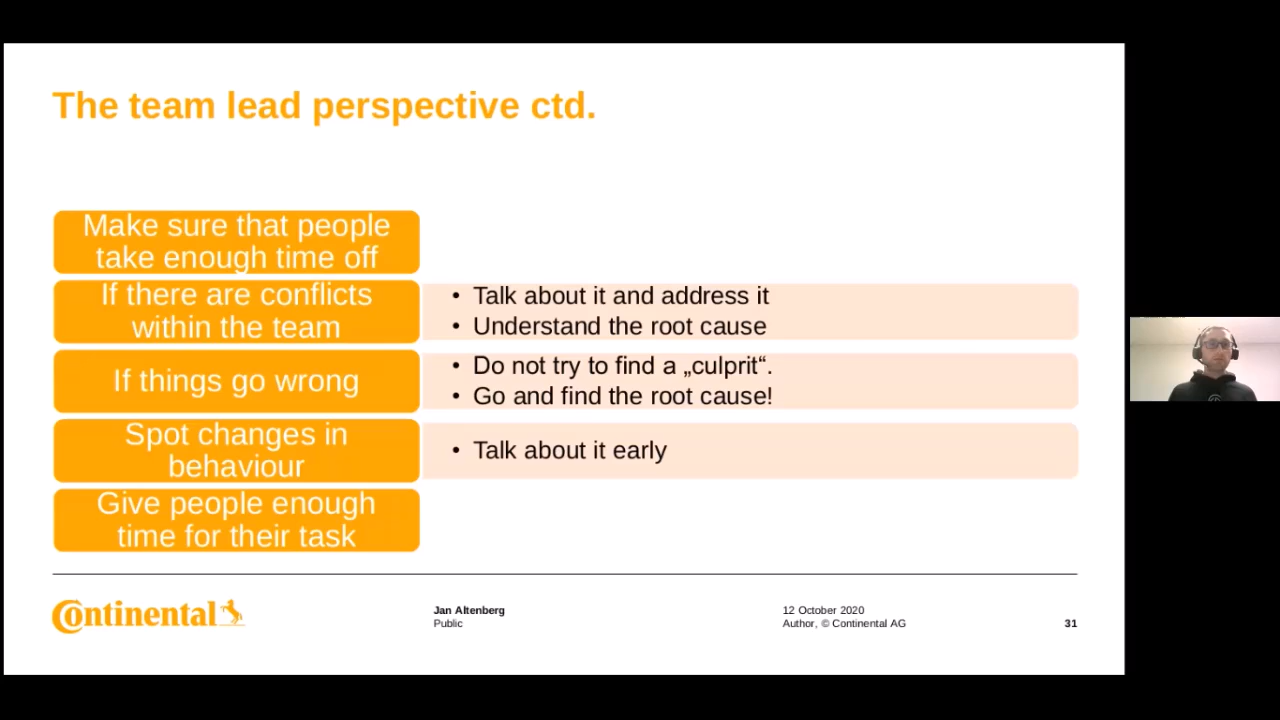 The team lead perspective ctd.
Make sure that people
take enough time off
If there are conflicts
within the team
• Talk about it and address it
• Understand the root cause
If things go wrong
• Do not try to find a „culprit“.
• Go and find the root cause!
Spot changes in
behaviour
• Talk about it early
Give people enough
time for their task
Continental
Jan Altenberg
Public
12 October 2020
Author, © Continental AG
31